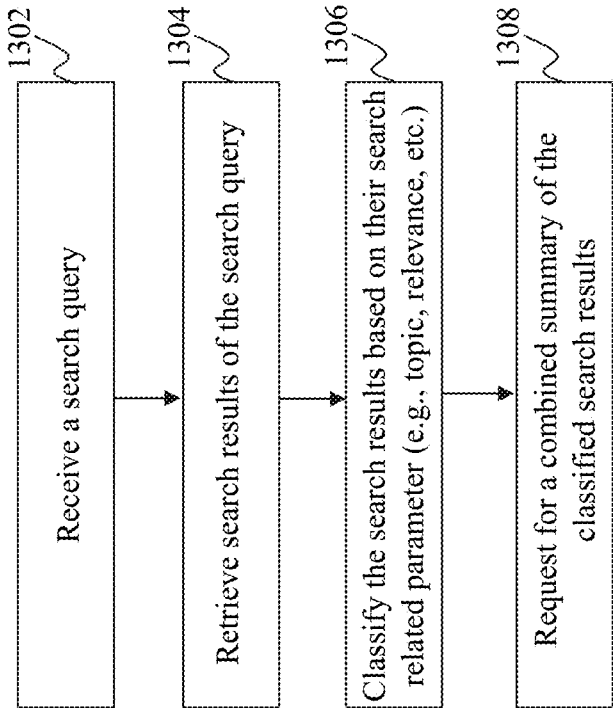 1302
Receive a search query
1304
Retrieve search results of the search query
1306
Classify the search results based on their search
related parameter (e.g., topic, relevance, etc.)
1308
Request for a combined summary of the
classified search results